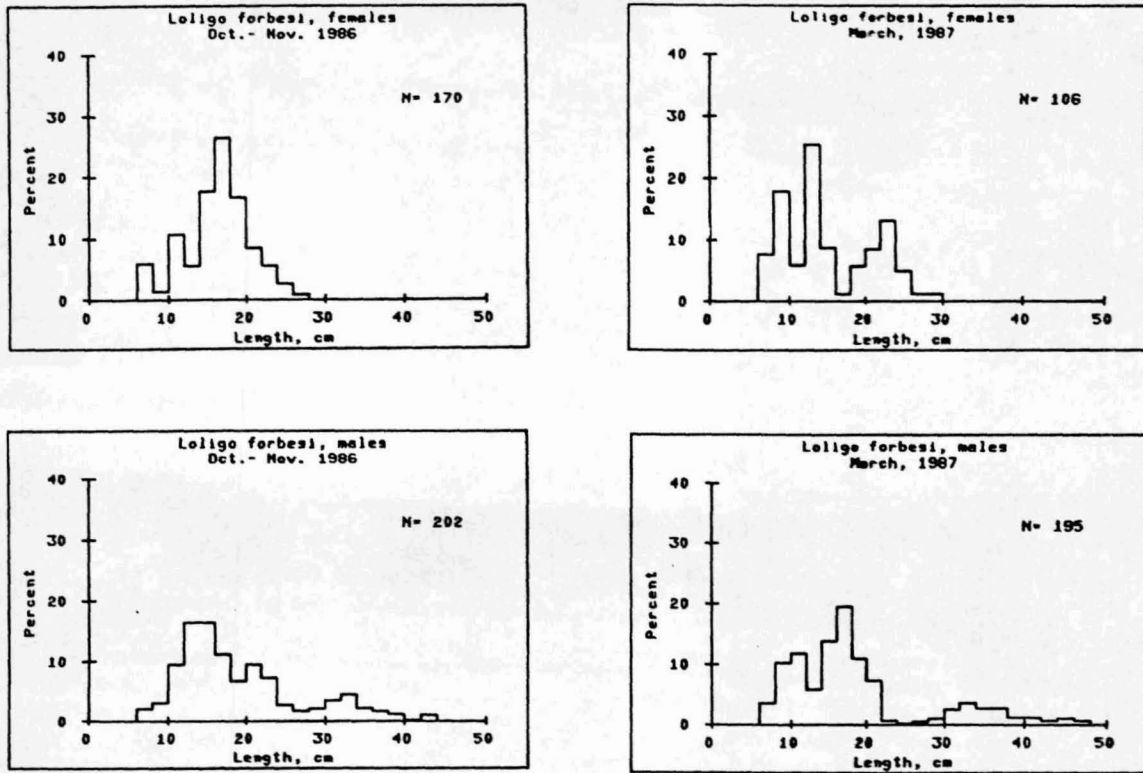 Loligo forbesi, females
Oct.- Nov. 1986
N= 170
Percent
40
30
20
10
0
0 10 20 30 40 50
Length, cm
Loligo forbesi, females
March, 1987
N= 106
Percent
40
30
20
10
0
0 10 20 30 40 50
Length, cm
Loligo forbesi, males
Oct.- Nov. 1986
N= 202
Percent
40
30
20
10
0
0 10 20 30 40 50
Length, cm
Loligo forbesi, males
March, 1987
N= 195
Percent
40
30
20
10
0
0 10 20 30 40 50
Length, cm